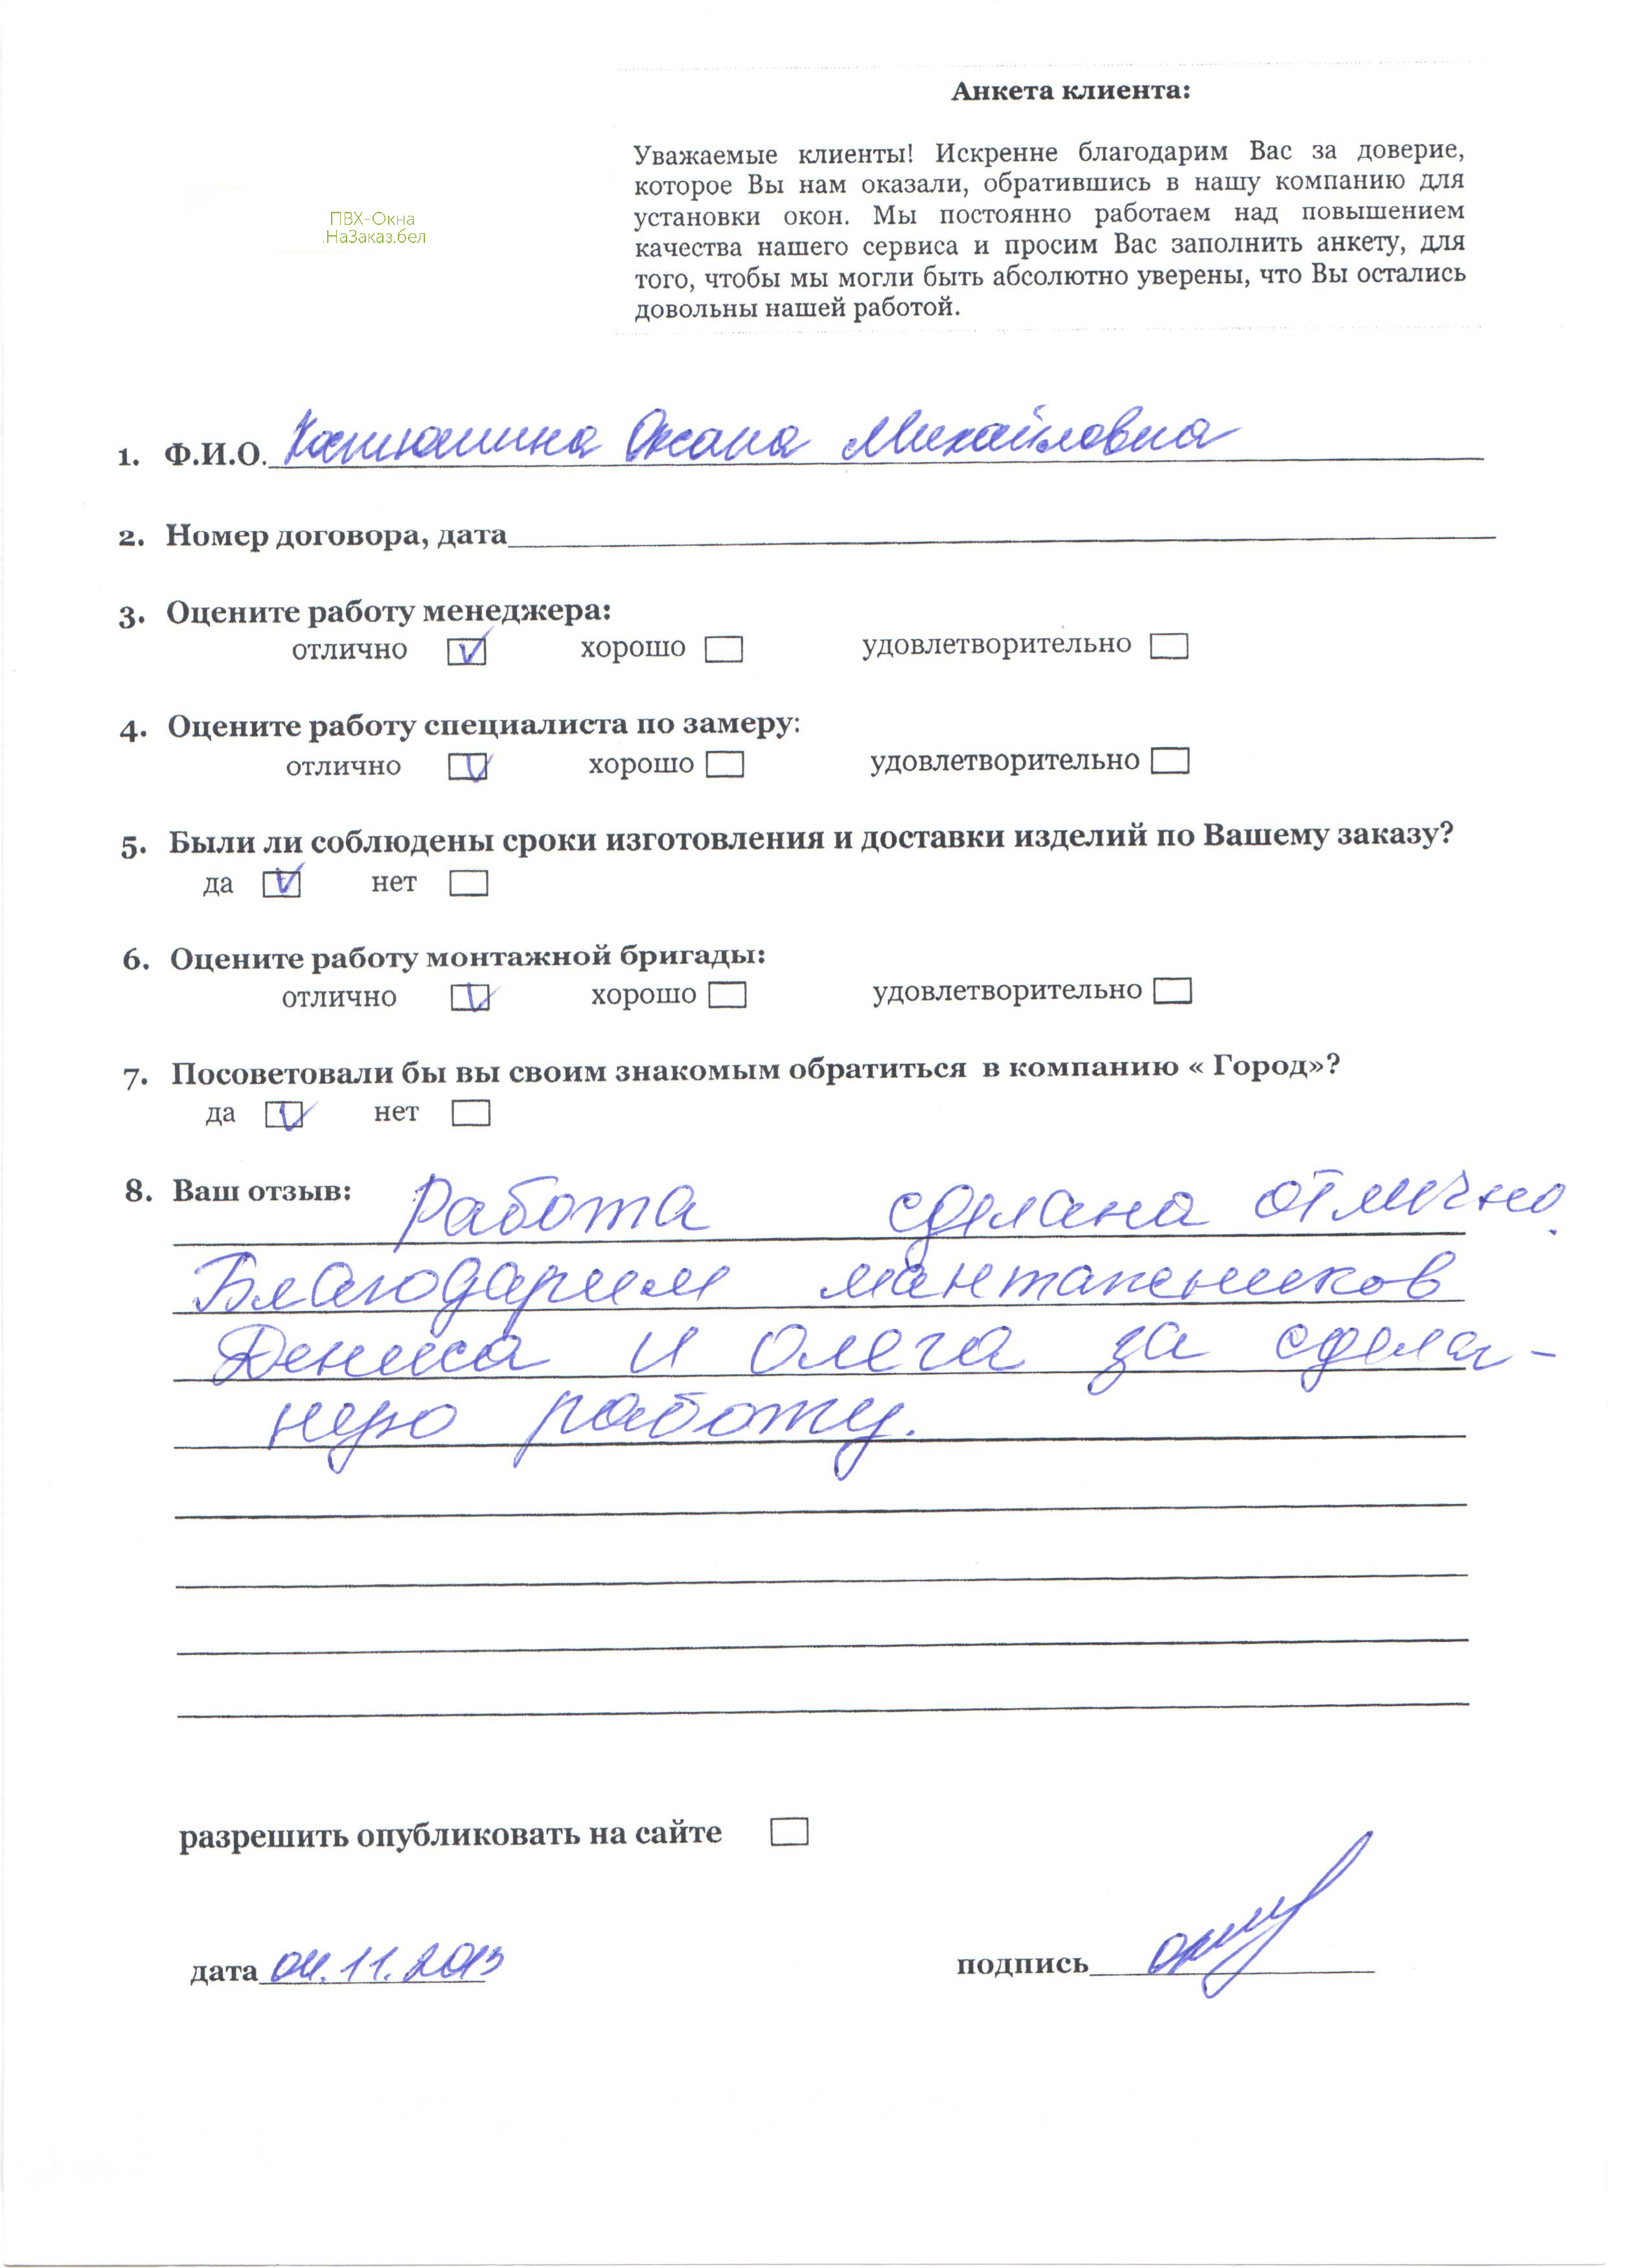 Анкета клиента:
Уважаемые клиенты! Искренне благодарим Вас за доверие,
которое Вы нам оказали, обратившись в нашу компанию для
установки окон. Мы постоянно работаем над повышением
качества нашего сервиса и просим Вас заполнить анкету, для
того, чтобы мы могли быть абсолютно уверены, что Вы остались
довольны нашей работой.
ПВХ-Окна
.НаЗаказ.бел
1. Ф.И.О. Оксана Михайловна
2. Номер договора, дата
3. Оцените работу менеджера:
отлично хорошо удовлетворительно
4. Оцените работу специалиста по замеру:
отлично хорошо удовлетворительно
5. Были ли соблюдены сроки изготовления и доставки изделий по Вашему заказу?
да нет
6. Оцените работу монтажной бригады:
отлично хорошо удовлетворительно
7. Посоветовали бы вы своим знакомым обратиться в компанию « Город»?
да нет
8. Ваш отзыв: Работа сделана отлично.
Благодарим мантажников
Дениса и Олега за сдела-
ную работу.
разрешить опубликовать на сайте
дата 04.11.2013 подпись